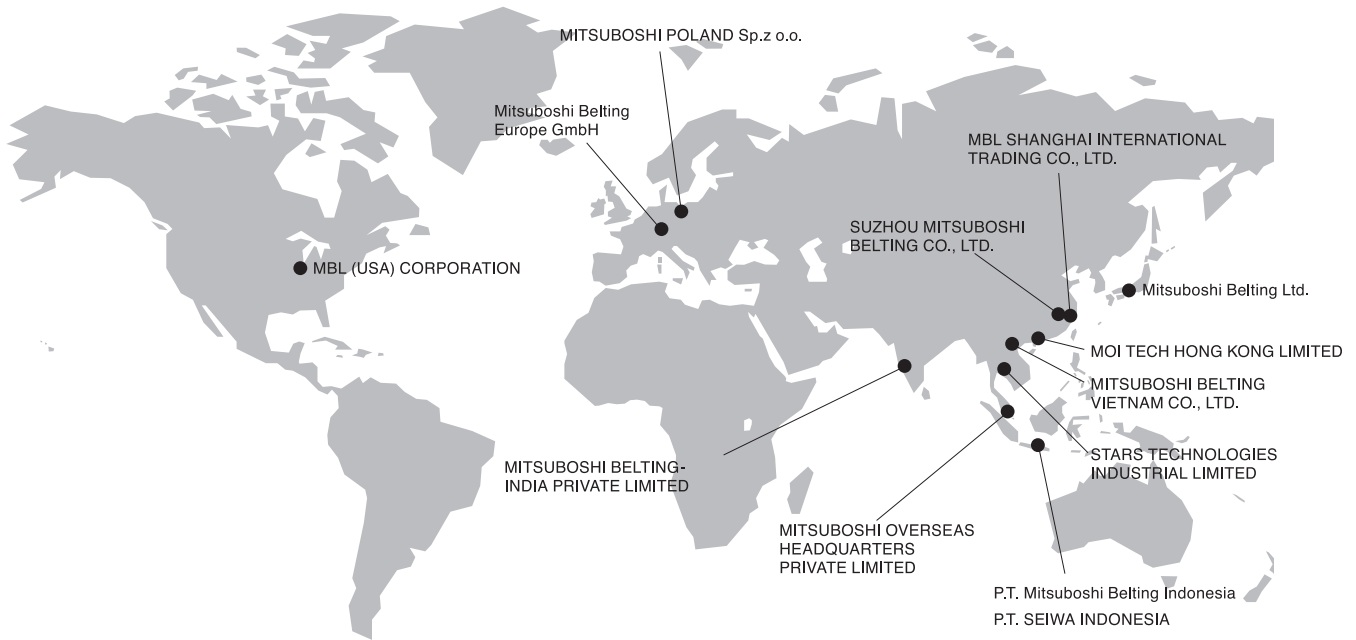 MITSUBOSHI POLAND Sp.z o.o.
Mitsuboshi Belting
Europe GmbH
MBL SHANGHAI INTERNATIONAL
TRADING CO., LTD.
SUZHOU MITSUBOSHI
BELTING CO., LTD.
MBL (USA) CORPORATION
Mitsuboshi Belting Ltd.
MOI TECH HONG KONG LIMITED
MITSUBOSHI BELTING
VIETNAM CO., LTD.
STARS TECHNOLOGIES
INDUSTRIAL LIMITED
MITSUBOSHI BELTING-
INDIA PRIVATE LIMITED
MITSUBOSHI OVERSEAS
HEADQUARTERS
PRIVATE LIMITED
P.T. Mitsuboshi Belting Indonesia
P.T. SEIWA INDONESIA